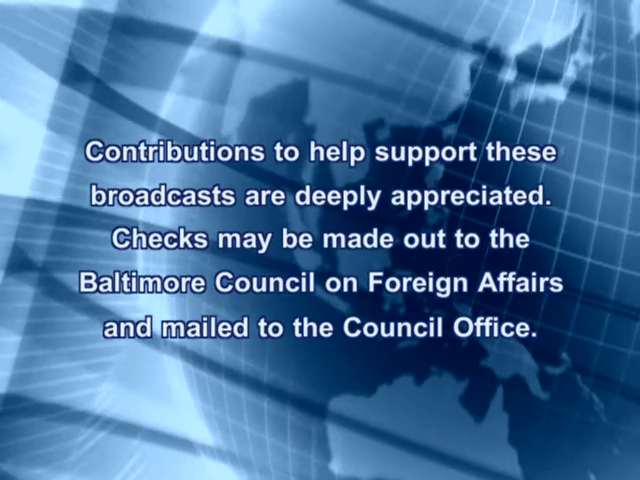 Contributions to help support these
broadcasts are deeply appreciated.
Checks may be made out to the
Baltimore Council on Foreign Affairs
and mailed to the Council Office.